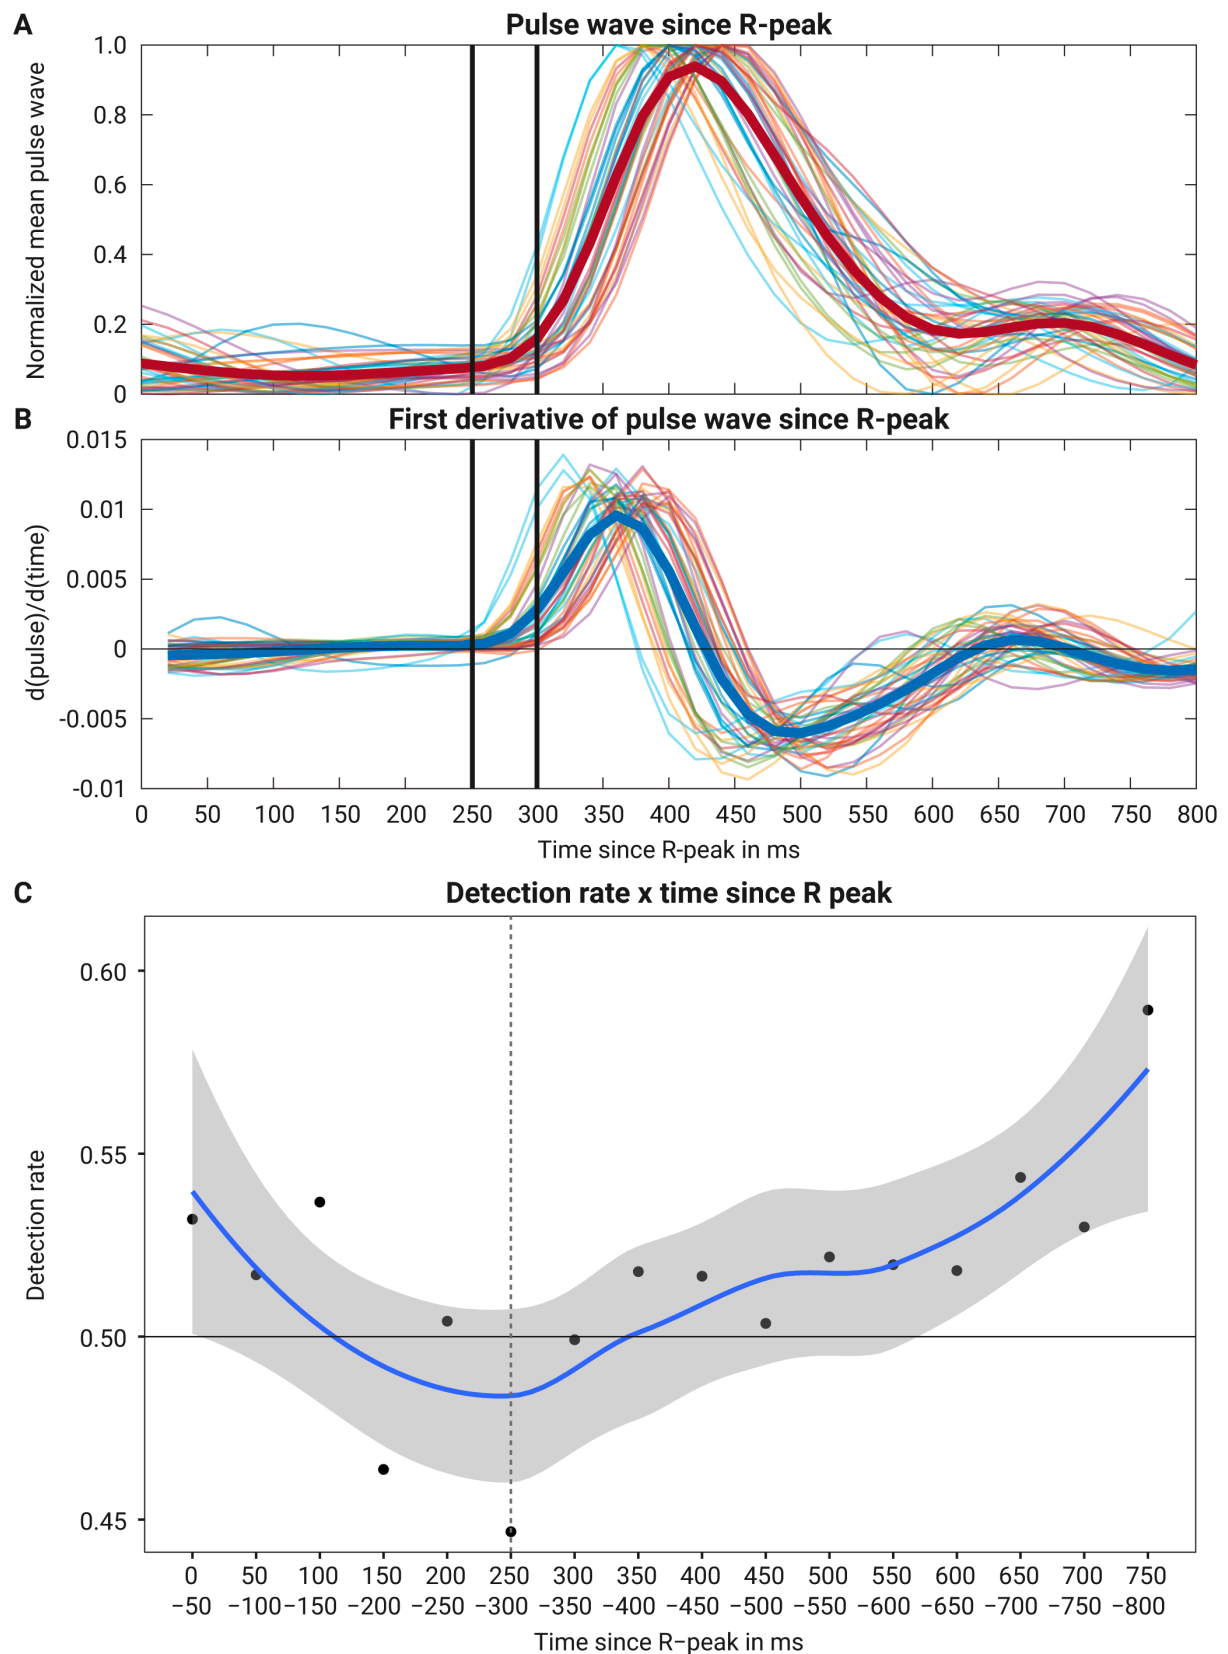 A
Pulse wave since R-peak
Normalized mean pulse wave
1.0
0.8
0.6
0.4
0.2
0
B
First derivative of pulse wave since R-peak
d(pulse)/d(time)
0.015
0.010
0.005
0
-0.005
-0.01
0 50 100 150 200 250 300 350 400 450 500 550 600 650 700 750 800
Time since R-peak in ms
C
Detection rate x time since R peak
Detection rate
0.60
0.55
0.50
0.45
0 50 100 150 200 250 300 350 400 450 500 550 600 650 700 750
−50 −100 −150 −200 −250 −300 −350 −400 −450 −500 −550 −600 −650 −700 −750 −800
Time since R−peak in ms